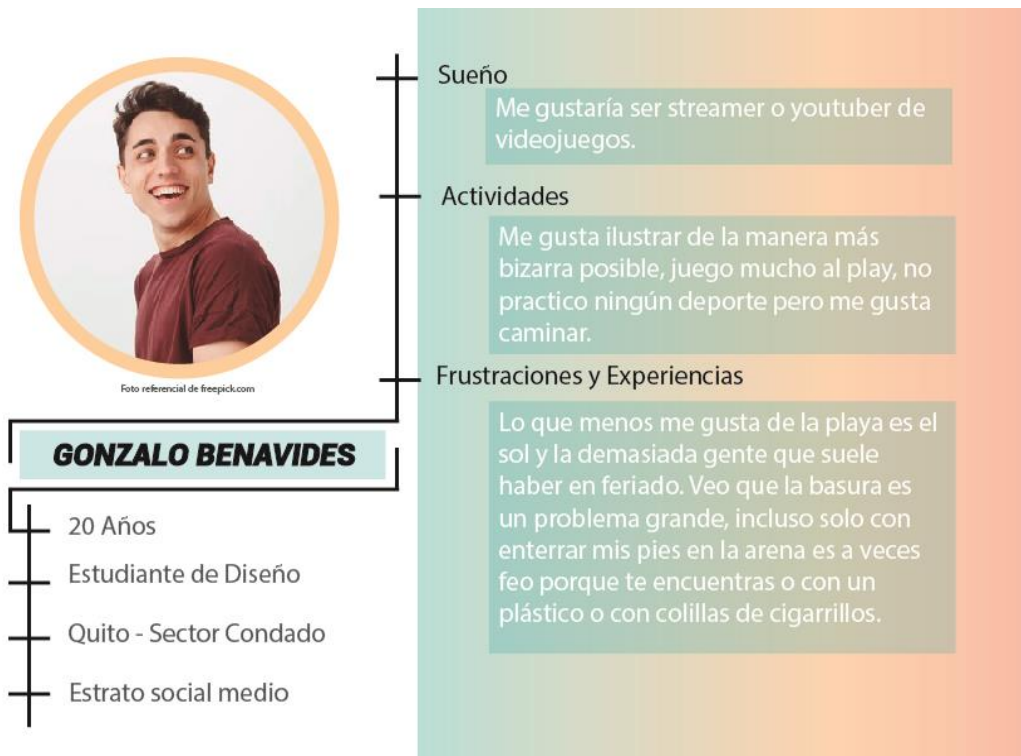 Foto referencial de freepick.com
GONZALO BENAVIDES
20 Años
Estudiante de Diseño
Quito - Sector Condado
Estrato social medio
Sueño
Me gustaría ser streamer o youtuber de
videojuegos.
Actividades
Me gusta ilustrar de la manera más
bizarra posible, juego mucho al play, no
practico ningún deporte pero me gusta
caminar.
Frustraciones y Experiencias
Lo que menos me gusta de la playa es el
sol y la demasiada gente que suele
haber en feriado. Veo que la basura es
un problema grande, incluso solo con
enterrar mis pies en la arena es a veces
feo porque te encuentras o con un
plástico o con colillas de cigarrillos.